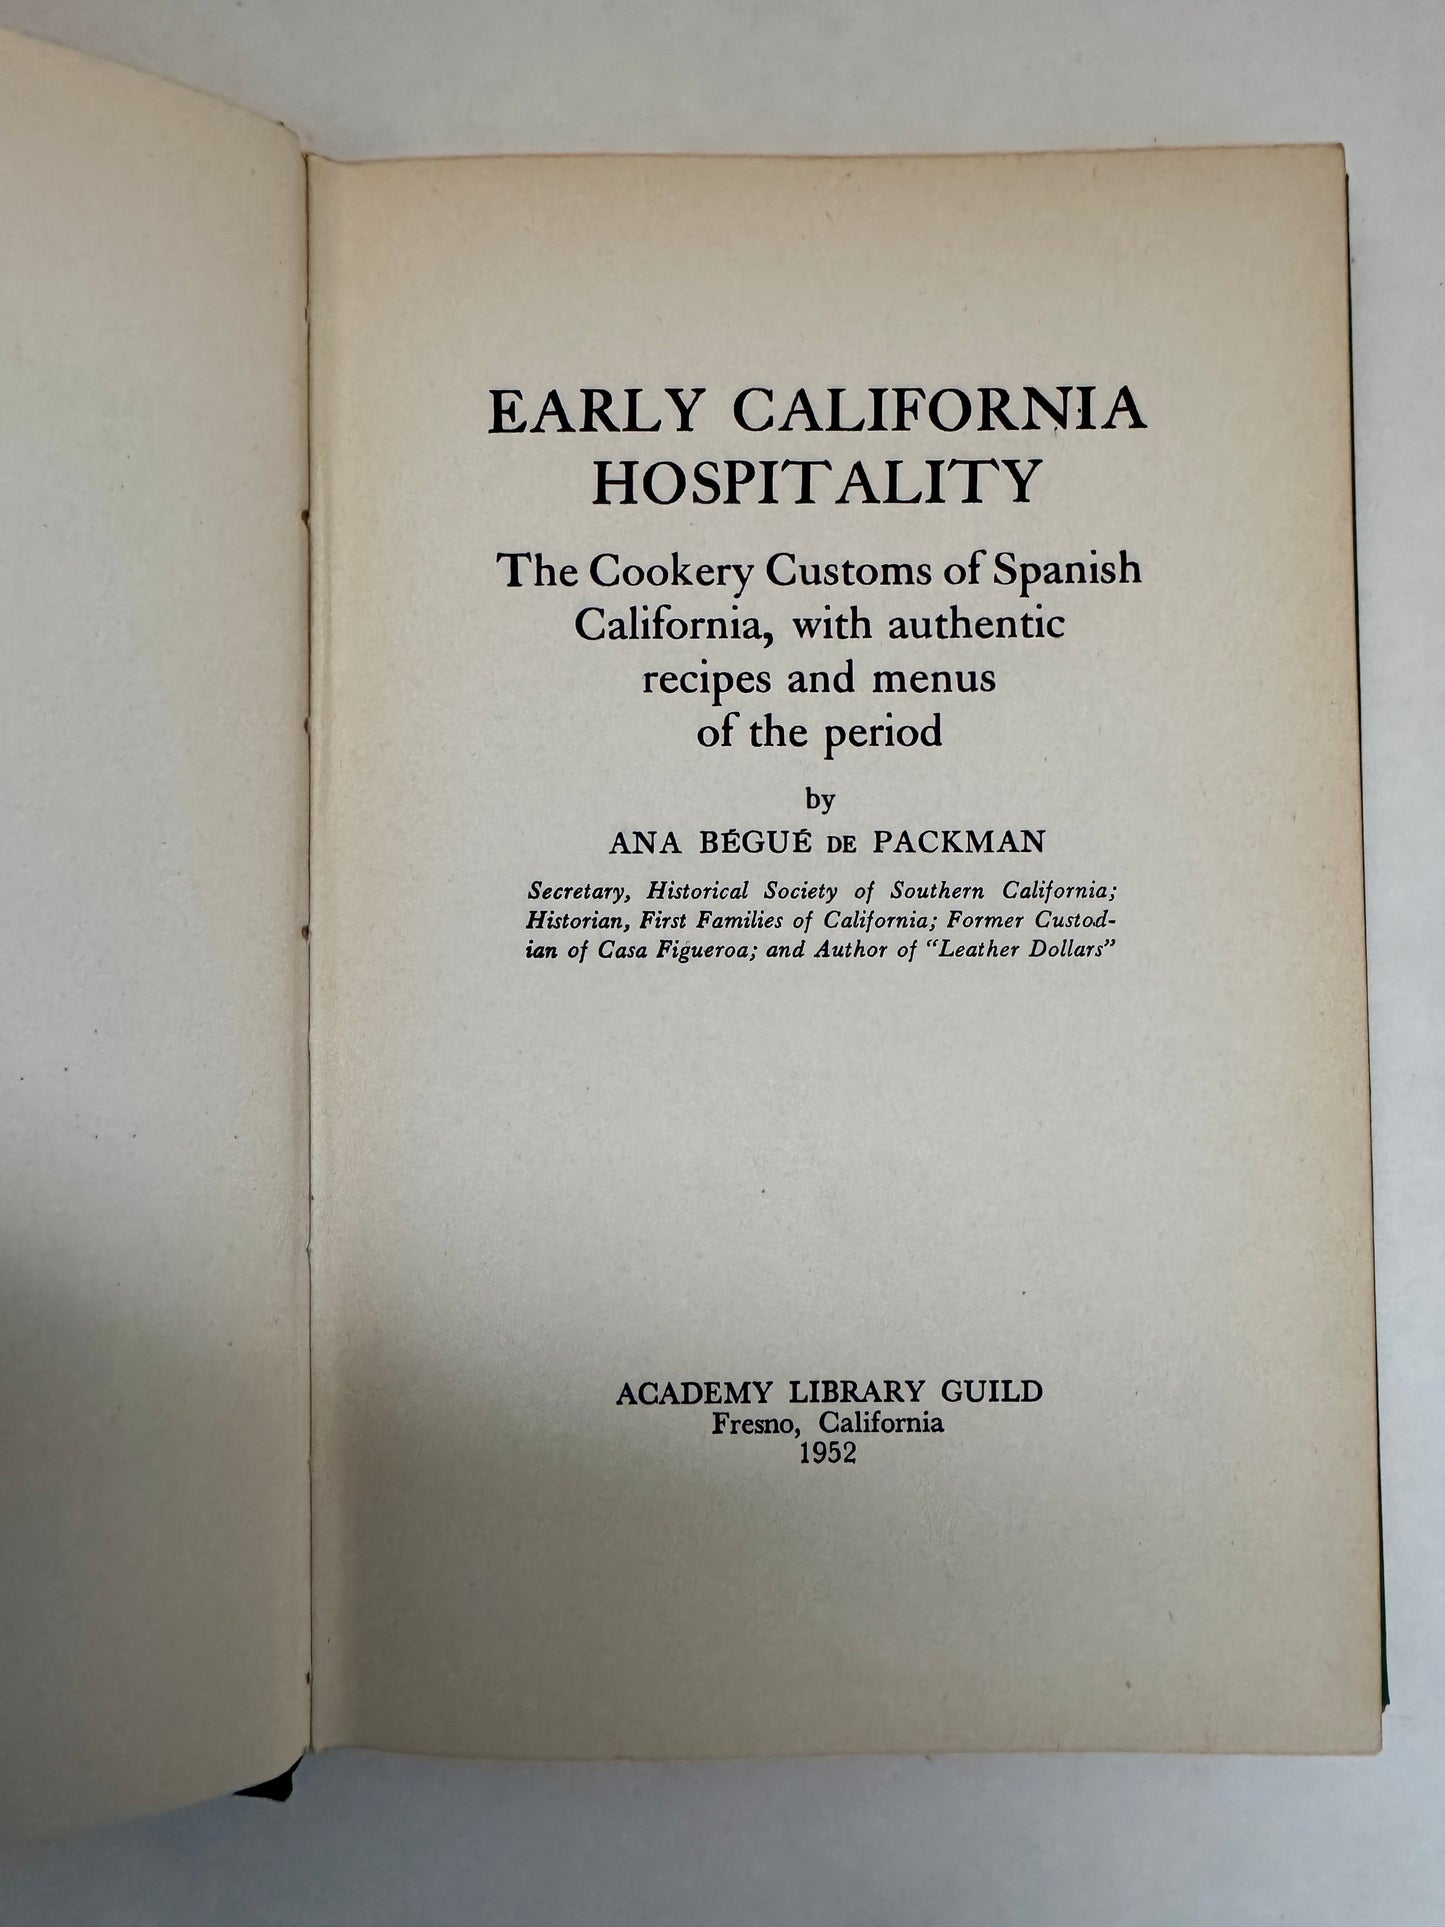 EARLY CALIFORNIA
HOSPITALITY
The Cookery Customs of Spanish
California, with authentic
recipes and menus
of the period
by
ANA BÉGUÉ DE PACKMAN
Secretary, Historical Society of Southern California;
Historian, First Families of California; Former Custod-
ian of Casa Figueroa; and Author of “Leather Dollars”
ACADEMY LIBRARY GUILD
Fresno, California
1952